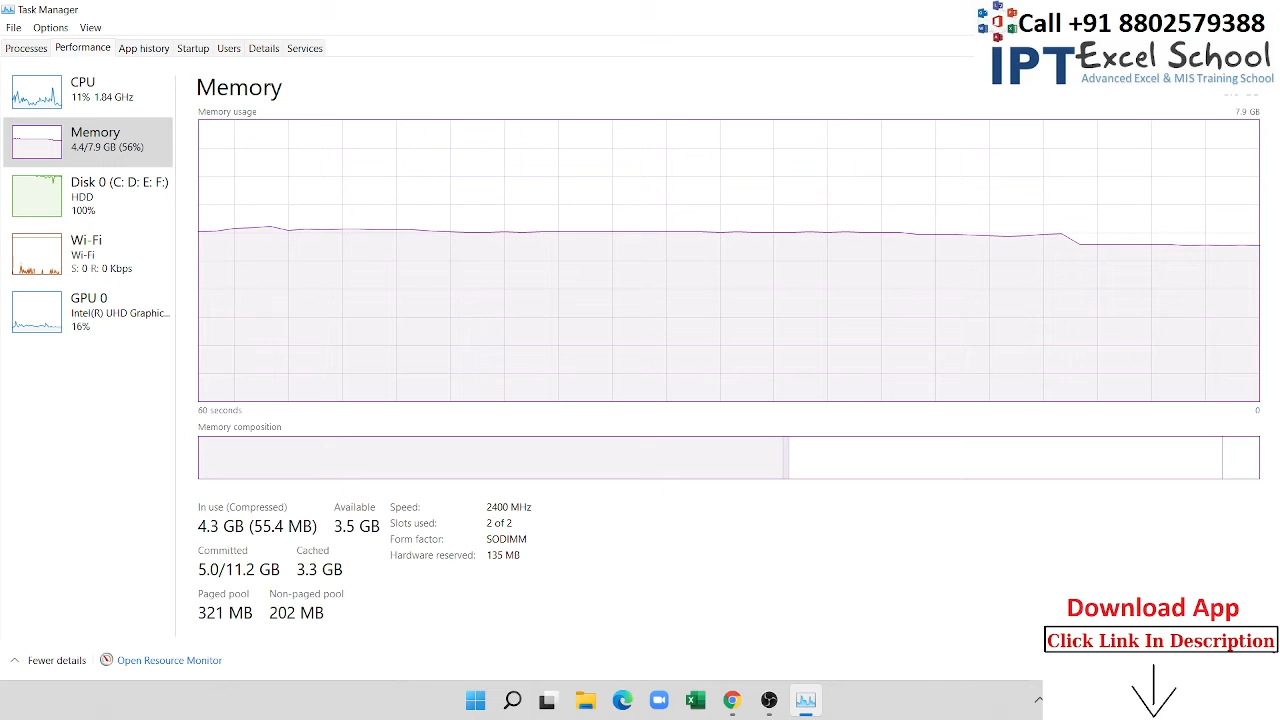 Task Manager
File Options View
Processes Performance App history Startup Users Details Services
Call +91 8802579388
IPT Excel School
Advanced Excel & MIS Training School
CPU
11% 1.84 GHz
Memory
4.4/7.9 GB (56%)
Disk 0 (C: D: E: F:)
HDD
100%
Wi-Fi
Wi-Fi
S: 0 R: 0 Kbps
GPU 0
Intel(R) UHD Graphic...
16%
Memory
Memory usage 7.9 GB
60 seconds 0
Memory composition
In use (Compressed) Available
4.3 GB (55.4 MB) 3.5 GB
Committed Cached
5.0/11.2 GB 3.3 GB
Paged pool Non-paged pool
321 MB 202 MB
Speed: 2400 MHz
Slots used: 2 of 2
Form factor: SODIMM
Hardware reserved: 135 MB
Fewer details Open Resource Monitor
Download App
Click Link In Description